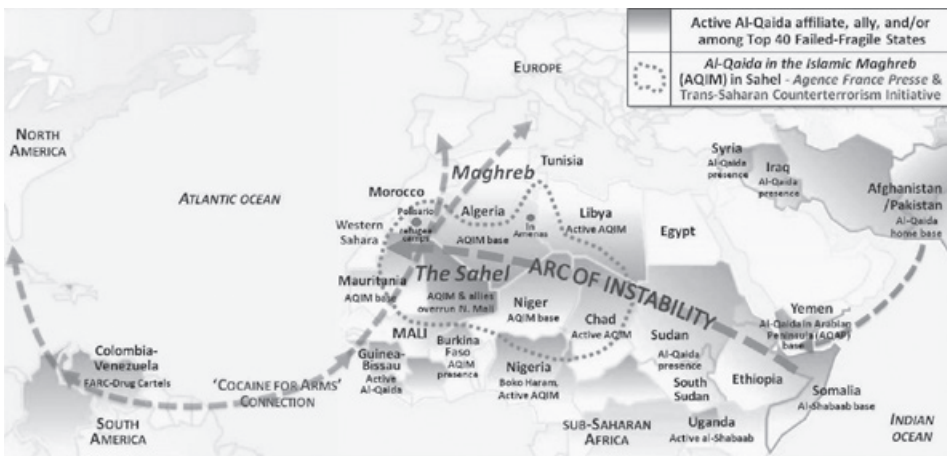 Active Al-Qaida affiliate, ally, and/or
among Top 40 Failed-Fragile States
Al-Qaida in the Islamic Maghreb
(AQIM) in Sahel - Agence France Presse &
Trans-Saharan Counterterrorism Initiative
EUROPE
NORTH
AMERICA
ATLANTIC OCEAN
Maghreb
Tunisia
Syria
Al-Qaida
presence
Iraq
Al-Qaida
presence
Afghanistan
/Pakistan
Al-Qaida
home base
Morocco
Polisario
refugee
camps
Western
Sahara
Algeria
AQIM base
In
Amenas
Libya
Active AQIM
Egypt
The Sahel
ARC OF INSTABILITY
Mauritania
AQIM base
AQIM & allies
overrun N. Mali
Niger
AQIM base
Chad
Active AQIM
Sudan
Al-Qaida
presence
Yemen
Al-Qaida in Arabian
Peninsula (AQAP)
base
MALI
Guinea-
Bissau
Active
Al-Qaida
Burkina
Faso
AQIM
presence
Nigeria
Boko Haram,
Active AQIM
South
Sudan
Ethiopia
Somalia
Al-Shabaab base
Colombia-
Venezuela
FARC-Drug Cartels
'COCAINE FOR ARMS'
CONNECTION
SOUTH
AMERICA
SUB-SAHARAN
AFRICA
Uganda
Active al-Shabaab
INDIAN
OCEAN